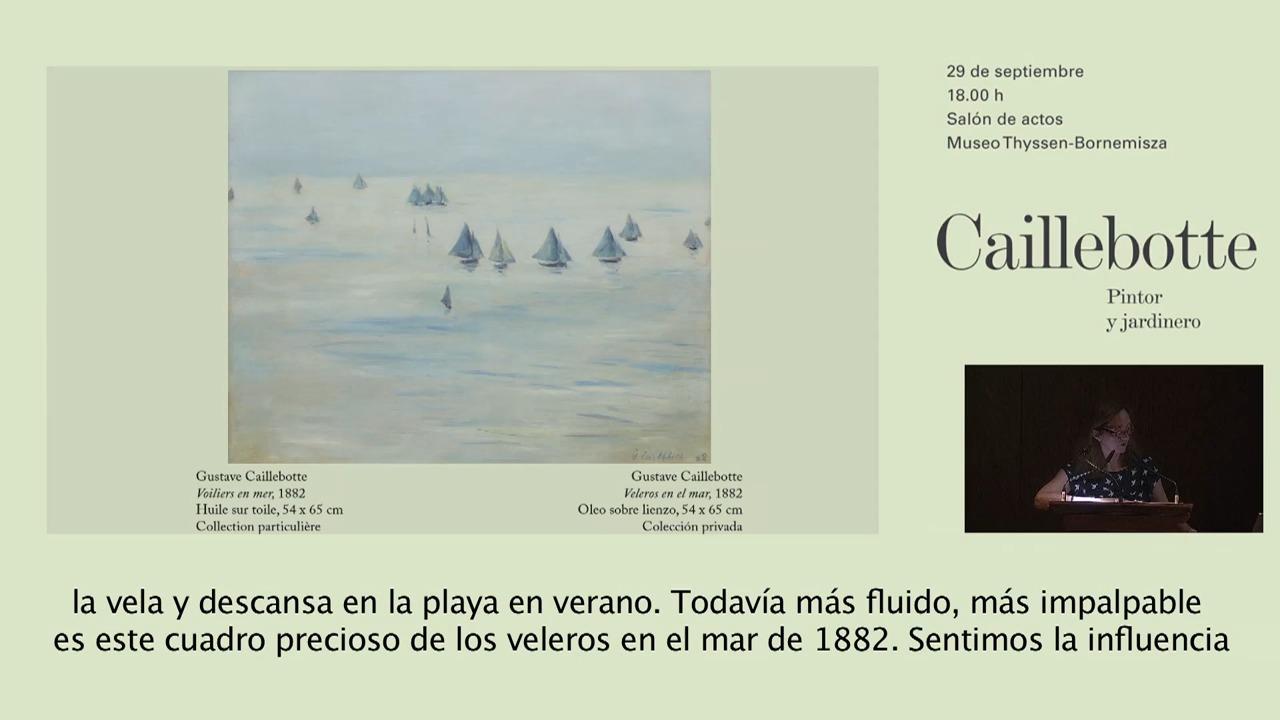 29 de septiembre
18.00 h
Salón de actos
Museo Thyssen-Bornemisza
Caillebotte
Pintor
y jardinero
Gustave Caillebotte
Voiliers en mer, 1882
Huile sur toile, 54 x 65 cm
Collection particulière
Gustave Caillebotte
Veleros en el mar, 1882
Oleo sobre lienzo, 54 x 65 cm
Colección privada
la vela y descansa en la playa en verano. Todavía más fluido, más impalpable
es este cuadro precioso de los veleros en el mar de 1882. Sentimos la influencia